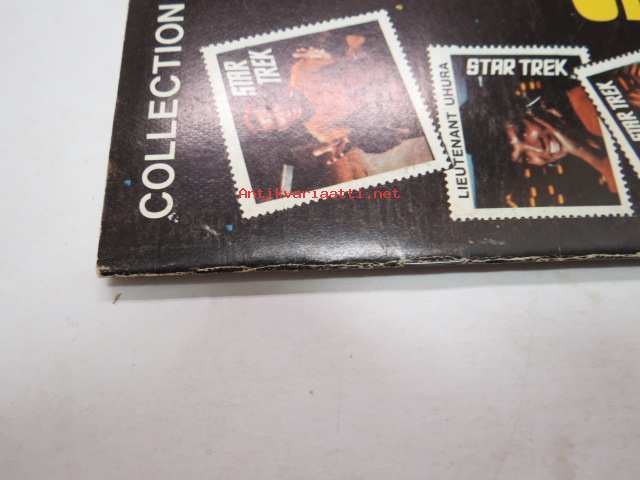 COLLECTION
STAR
TREK
STAR TREK
LIEUTENANT UHURA
STAR TREK
Antikvariaatti.net